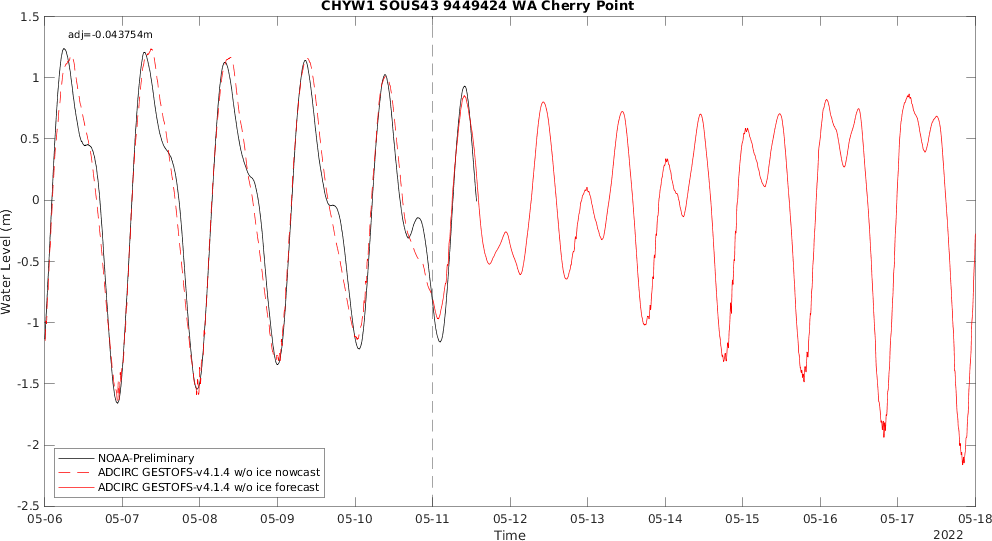 CHYW1 SOUS43 9449424 WA Cherry Point
adj=-0.043754m
1.5
1
0.5
0
-0.5
-1
-1.5
-2
-2.5
Water Level (m)
NOAA-Preliminary
ADCIRC GESTOFS-v4.1.4 w/o ice nowcast
ADCIRC GESTOFS-v4.1.4 w/o ice forecast
05-06 05-07 05-08 05-09 05-10 05-11 05-12 05-13 05-14 05-15 05-16 05-17 05-18
Time
2022